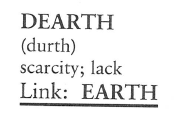 DEARTH
(durth)
scarcity; lack
Link: EARTH